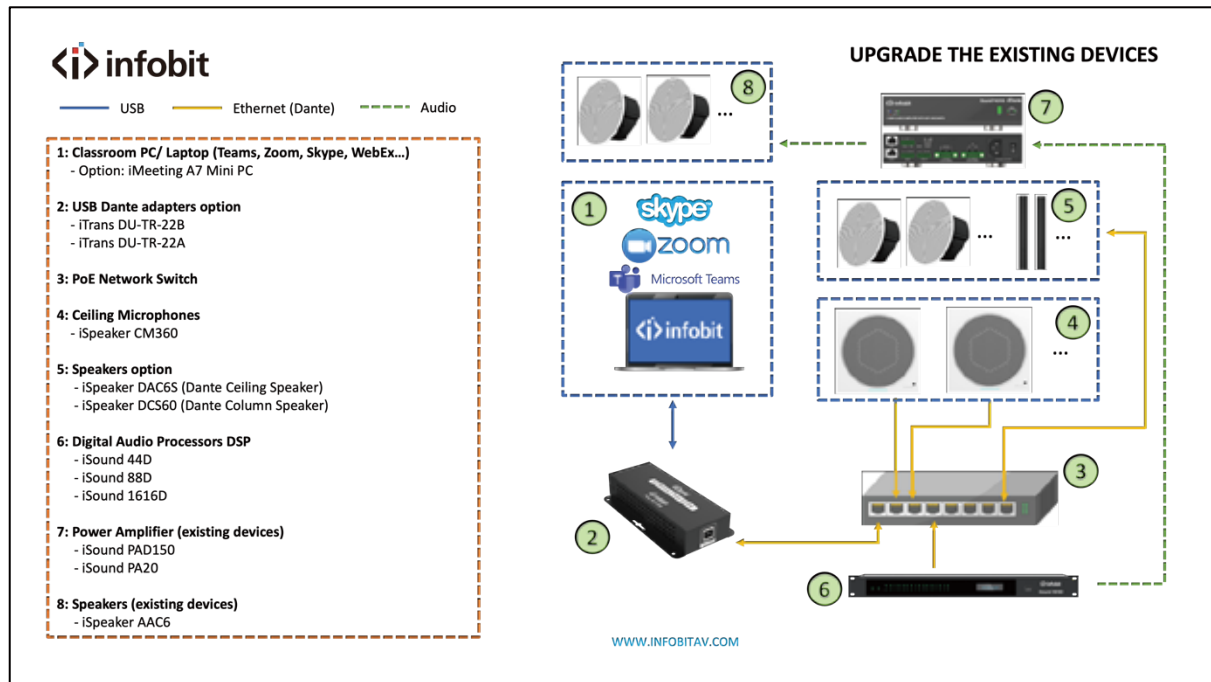 infobit
UPGRADE THE EXISTING DEVICES
USB
Ethernet (Dante)
Audio
1: Classroom PC/ Laptop (Teams, Zoom, Skype, WebEx...)
- Option: iMeeting A7 Mini PC
2: USB Dante adapters option
- iTrans DU-TR-22B
- iTrans DU-TR-22A
3: PoE Network Switch
4: Ceiling Microphones
- iSpeaker CM360
5: Speakers option
- iSpeaker DAC6S (Dante Ceiling Speaker)
- iSpeaker DCS60 (Dante Column Speaker)
6: Digital Audio Processors DSP
- iSound 44D
- iSound 88D
- iSound 1616D
7: Power Amplifier (existing devices)
- iSound PAD150
- iSound PA20
8: Speakers (existing devices)
- iSpeaker AAC6
8
...
7
1
skype
zoom
Microsoft Teams
infobit
5
...
...
4
...
2
3
6
WWW.INFOBITAV.COM